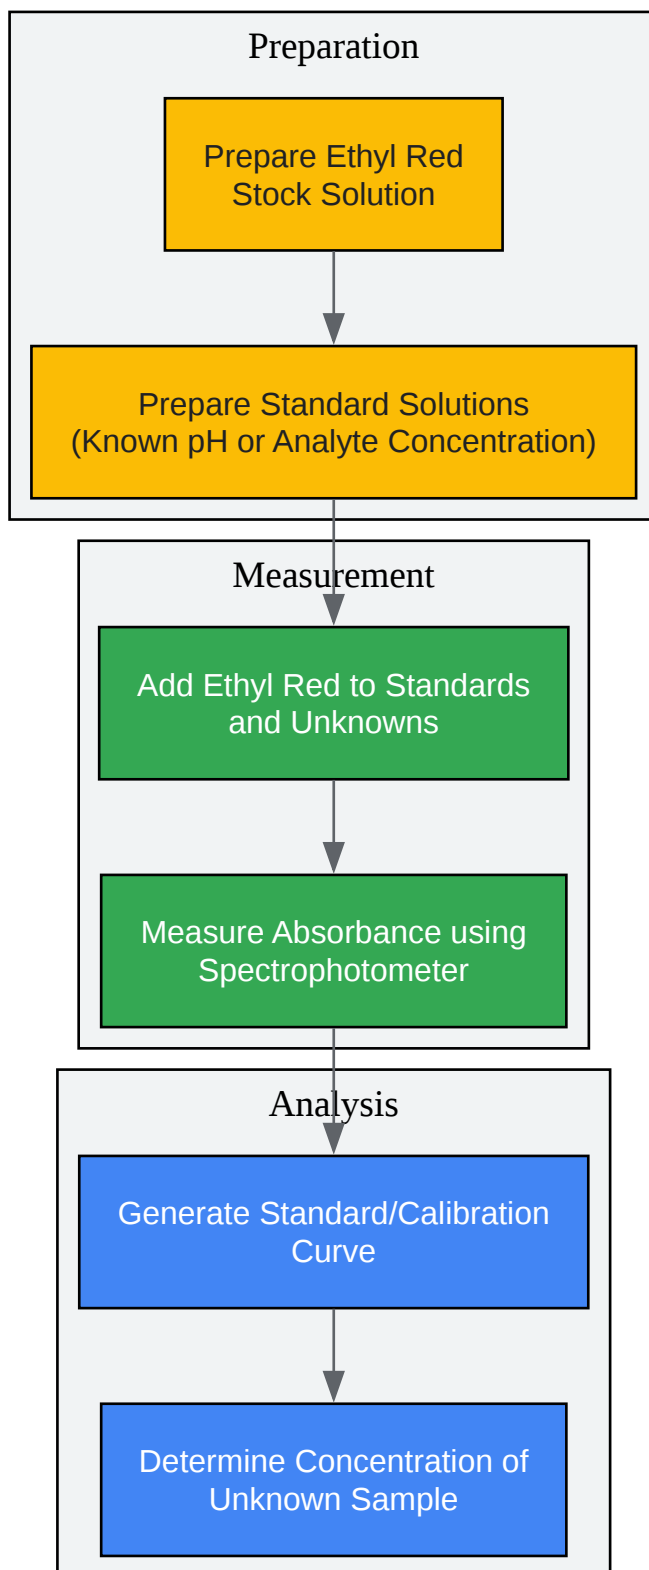 Preparation
Prepare Ethyl Red
Stock Solution
Prepare Standard Solutions
(Known pH or Analyte Concentration)
Measurement
Add Ethyl Red to Standards
and Unknowns
Measure Absorbance using
Spectrophotometer
Analysis
Generate Standard/Calibration
Curve
Determine Concentration of
Unknown Sample